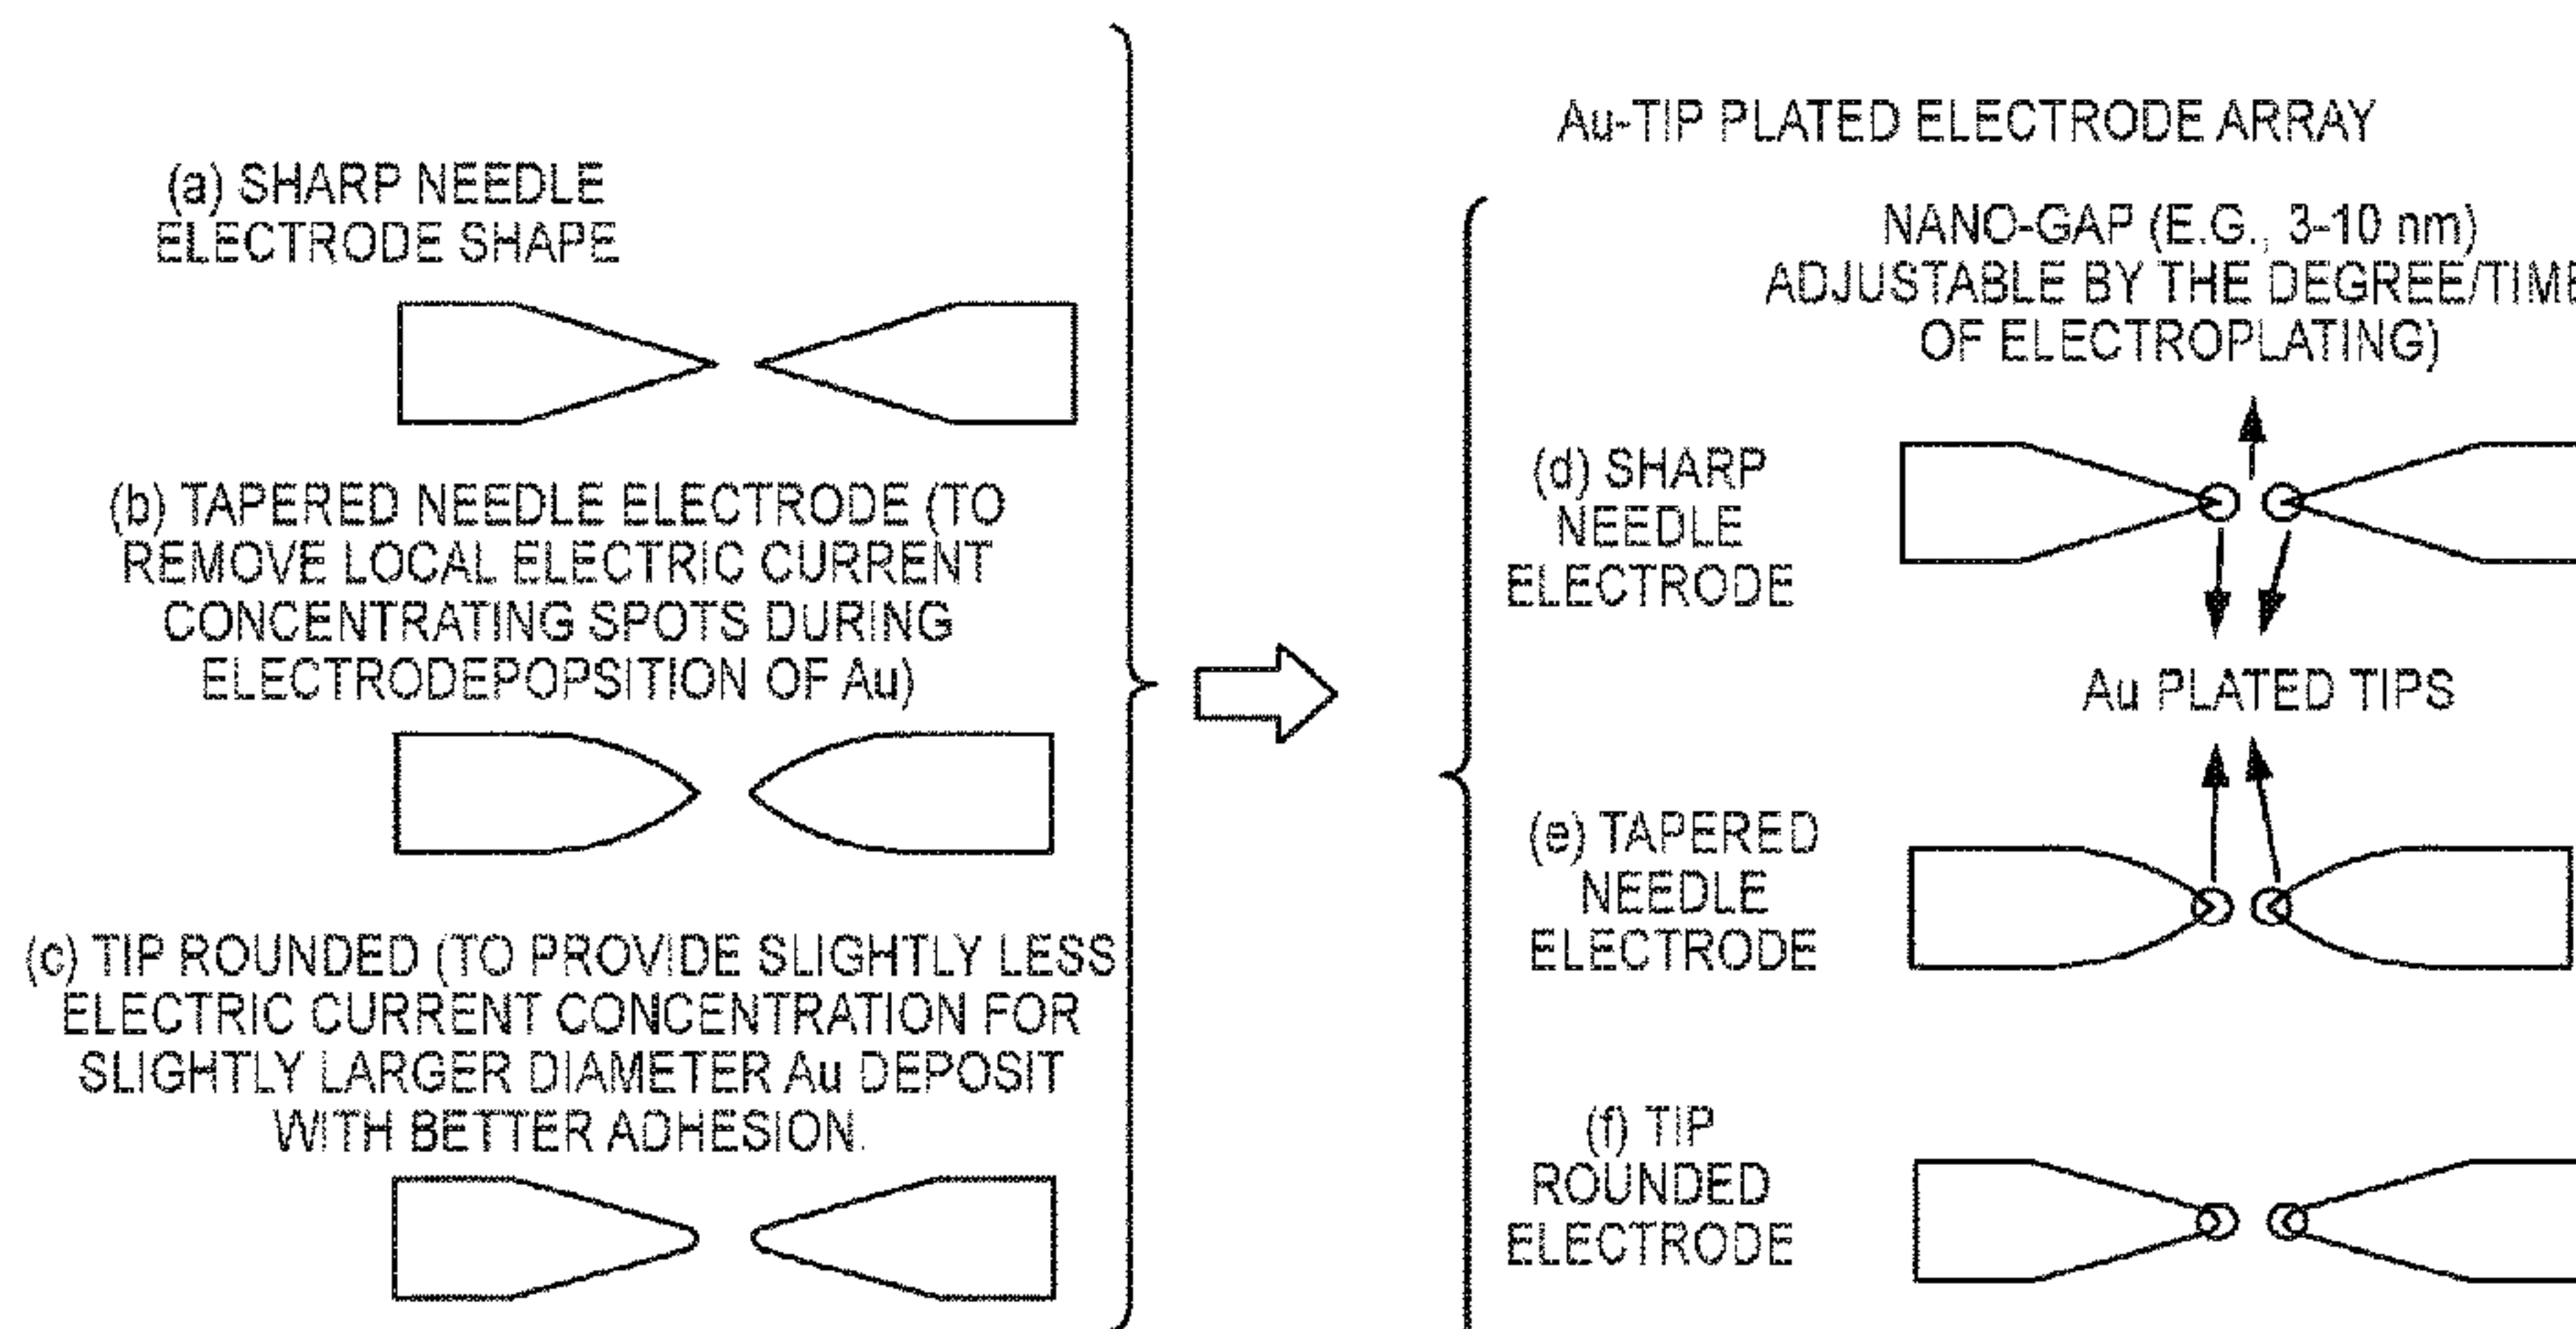 (a) SHARP NEEDLE
ELECTRODE SHAPE
(b) TAPERED NEEDLE ELECTRODE (TO
REMOVE LOCAL ELECTRIC CURRENT
CONCENTRATING SPOTS DURING
ELECTRODEPOPSITION OF Au)
(c) TIP ROUNDED (TO PROVIDE SLIGHTLY LESS
ELECTRIC CURRENT CONCENTRATION FOR
SLIGHTLY LARGER DIAMETER Au DEPOSIT
WITH BETTER ADHESION.
Au-TIP PLATED ELECTRODE ARRAY
NANO-GAP (E.G., 3-10 nm)
ADJUSTABLE BY THE DEGREE/TIME
OF ELECTROPLATING)
(d) SHARP
NEEDLE
ELECTRODE
Au PLATED TIPS
(e) TAPERED
NEEDLE
ELECTRODE
(f) TIP
ROUNDED
ELECTRODE